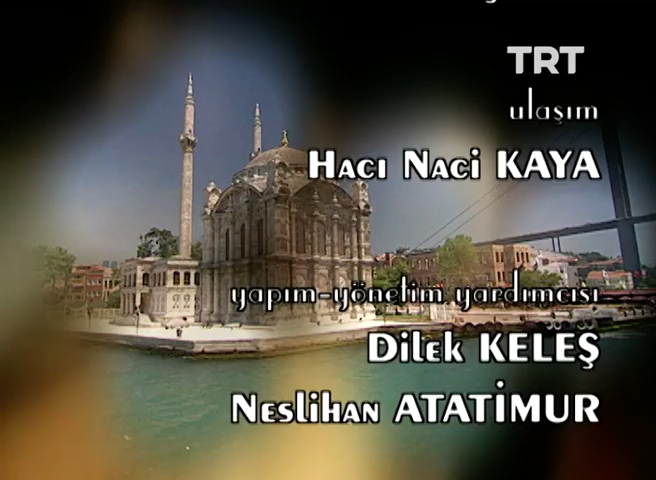 TRT
ulaşım
Hacı Naci KAYA
yapım-yönetim yardımcısı
Dilek KELEŞ
Neslihan ATATİMUR